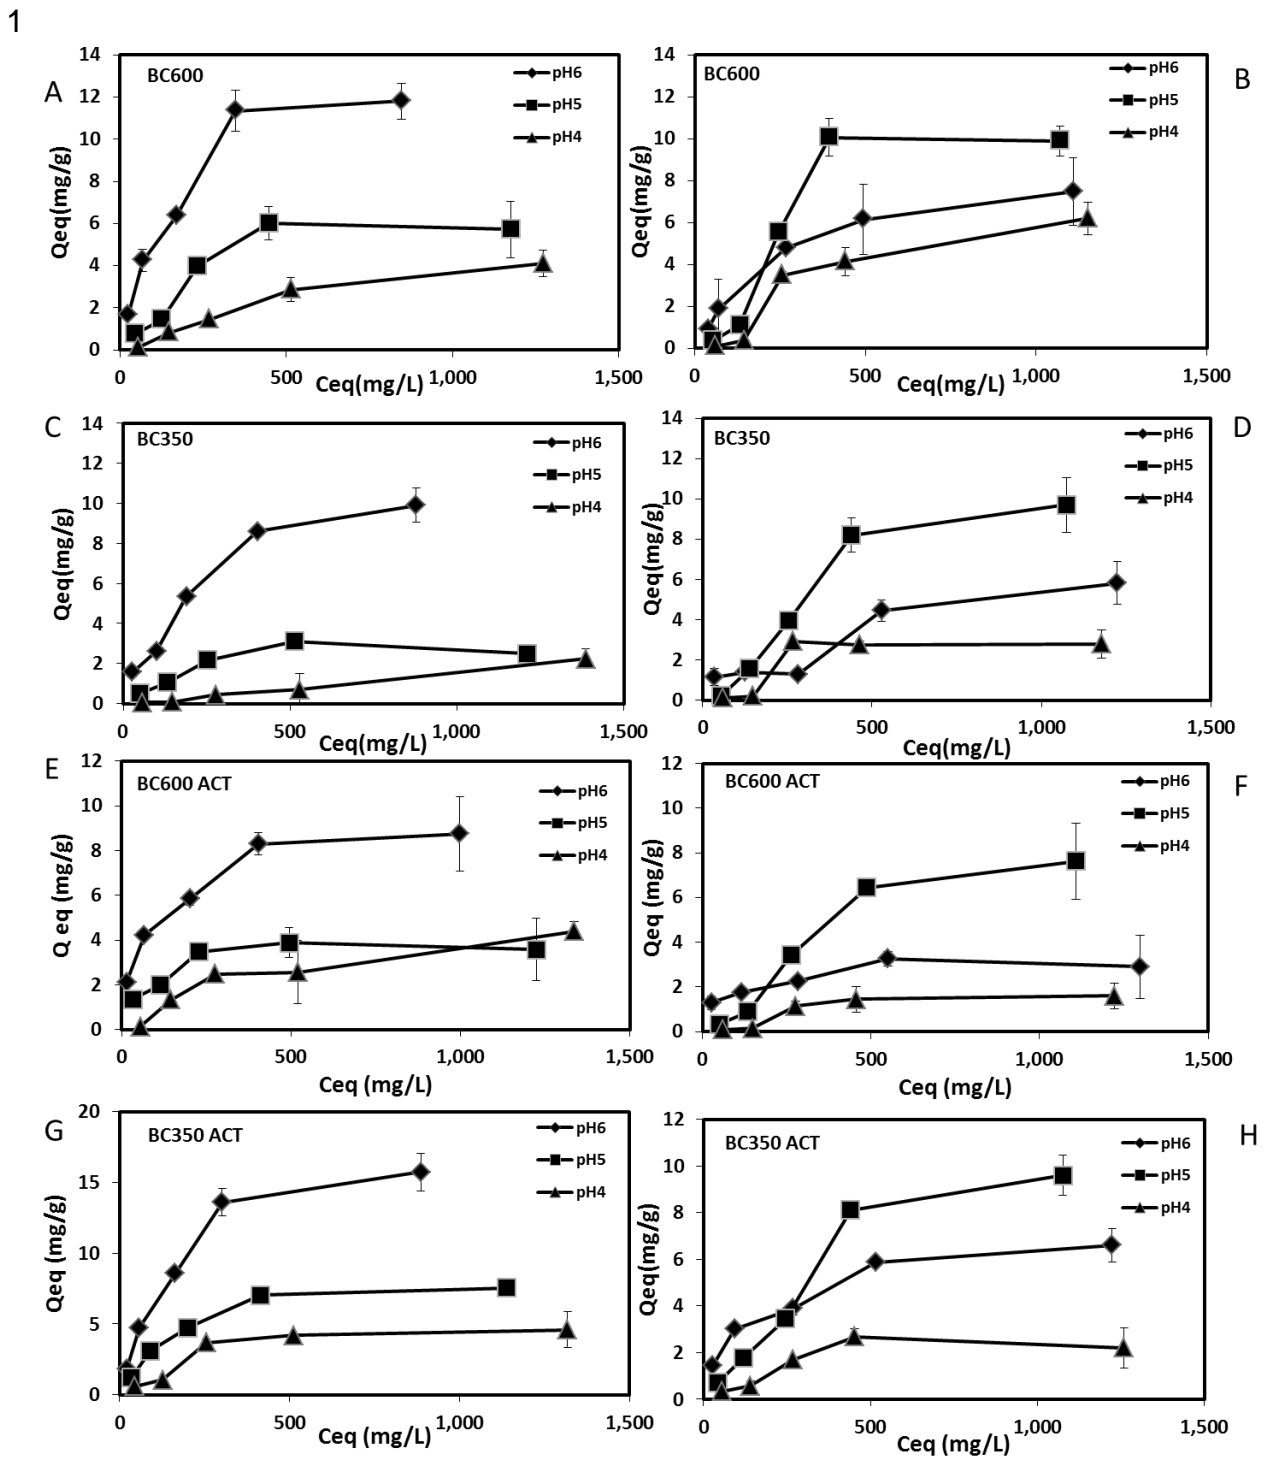 1
A
BC600
pH6
pH5
pH4
14
12
10
8
6
4
2
0
Qeq(mg/g)
0
500
1,000
1,500
Ceq(mg/L)
B
BC600
pH6
pH5
pH4
14
12
10
8
6
4
2
0
Qeq(mg/g)
0
500
1,000
1,500
Ceq(mg/L)
C
BC350
pH6
pH5
pH4
14
12
10
8
6
4
2
0
Qeq(mg/g)
0
500
1,000
1,500
Ceq(mg/L)
D
BC350
pH6
pH5
pH4
14
12
10
8
6
4
2
0
Qeq(mg/g)
0
500
1,000
1,500
Ceq(mg/L)
E
BC600 ACT
pH6
pH5
pH4
12
10
8
6
4
2
0
Q eq (mg/g)
0
500
1,000
1,500
Ceq (mg/L)
F
BC600 ACT
pH6
pH5
pH4
12
10
8
6
4
2
0
Qeq (mg/g)
0
500
1,000
1,500
Ceq (mg/L)
G
BC350 ACT
pH6
pH5
pH4
20
15
10
5
0
Qeq (mg/g)
0
500
1,000
1,500
Ceq (mg/L)
H
BC350 ACT
pH6
pH5
pH4
12
10
8
6
4
2
0
Qeq(mg/g)
0
500
1,000
1,500
Ceq (mg/L)